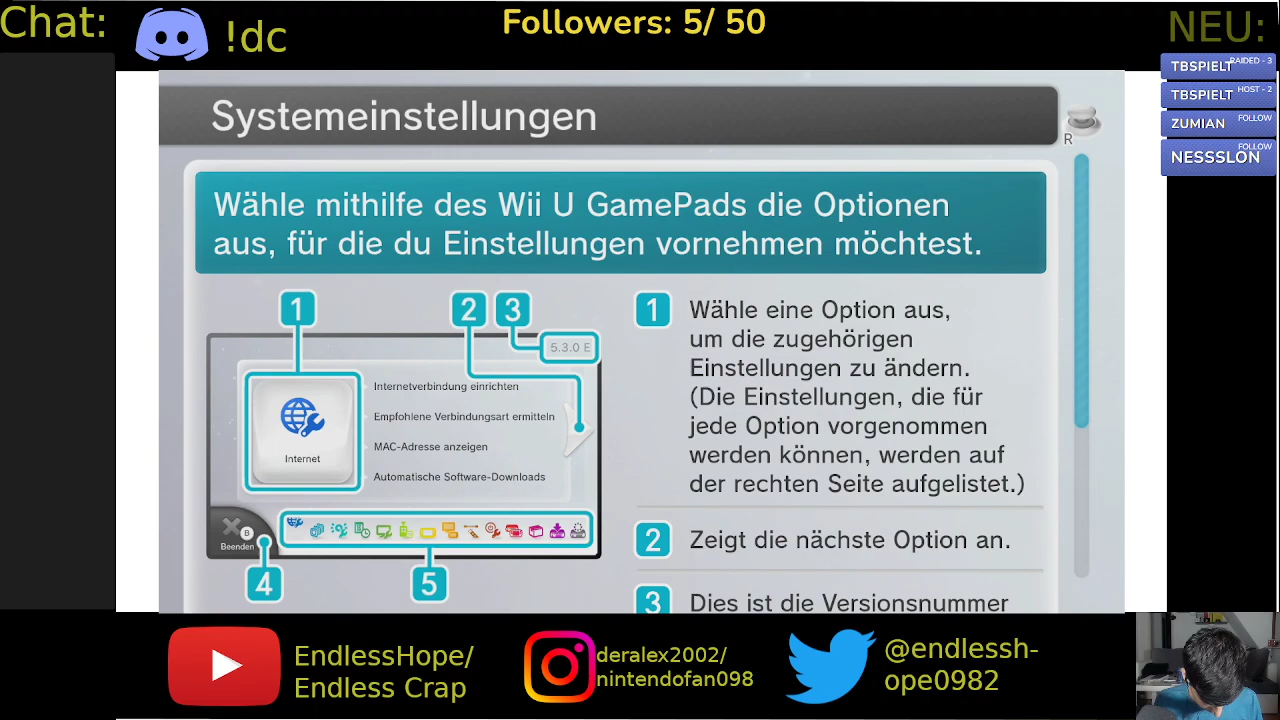 Chat:
!dc
Followers: 5/ 50
NEU:
TBSPIELT RAIDED - 3
TBSPIELT HOST - 2
ZUMIAN FOLLOW
NESSSLON FOLLOW
Systemeinstellungen
R
Wähle mithilfe des Wii U GamePads die Optionen
aus, für die du Einstellungen vornehmen möchtest.
1
2
3
5.3.0 E
Internet
Internetverbindung einrichten
Empfohlene Verbindungsart ermitteln
MAC-Adresse anzeigen
Automatische Software-Downloads
B
Beenden
4
5
1 Wähle eine Option aus,
um die zugehörigen
Einstellungen zu ändern.
(Die Einstellungen, die für
jede Option vorgenommen
werden können, werden auf
der rechten Seite aufgelistet.)
2 Zeigt die nächste Option an.
3 Dies ist die Versionsnummer
EndlessHope/
Endless Crap
deralex2002/
nintendofan098
@endlessh-
ope0982